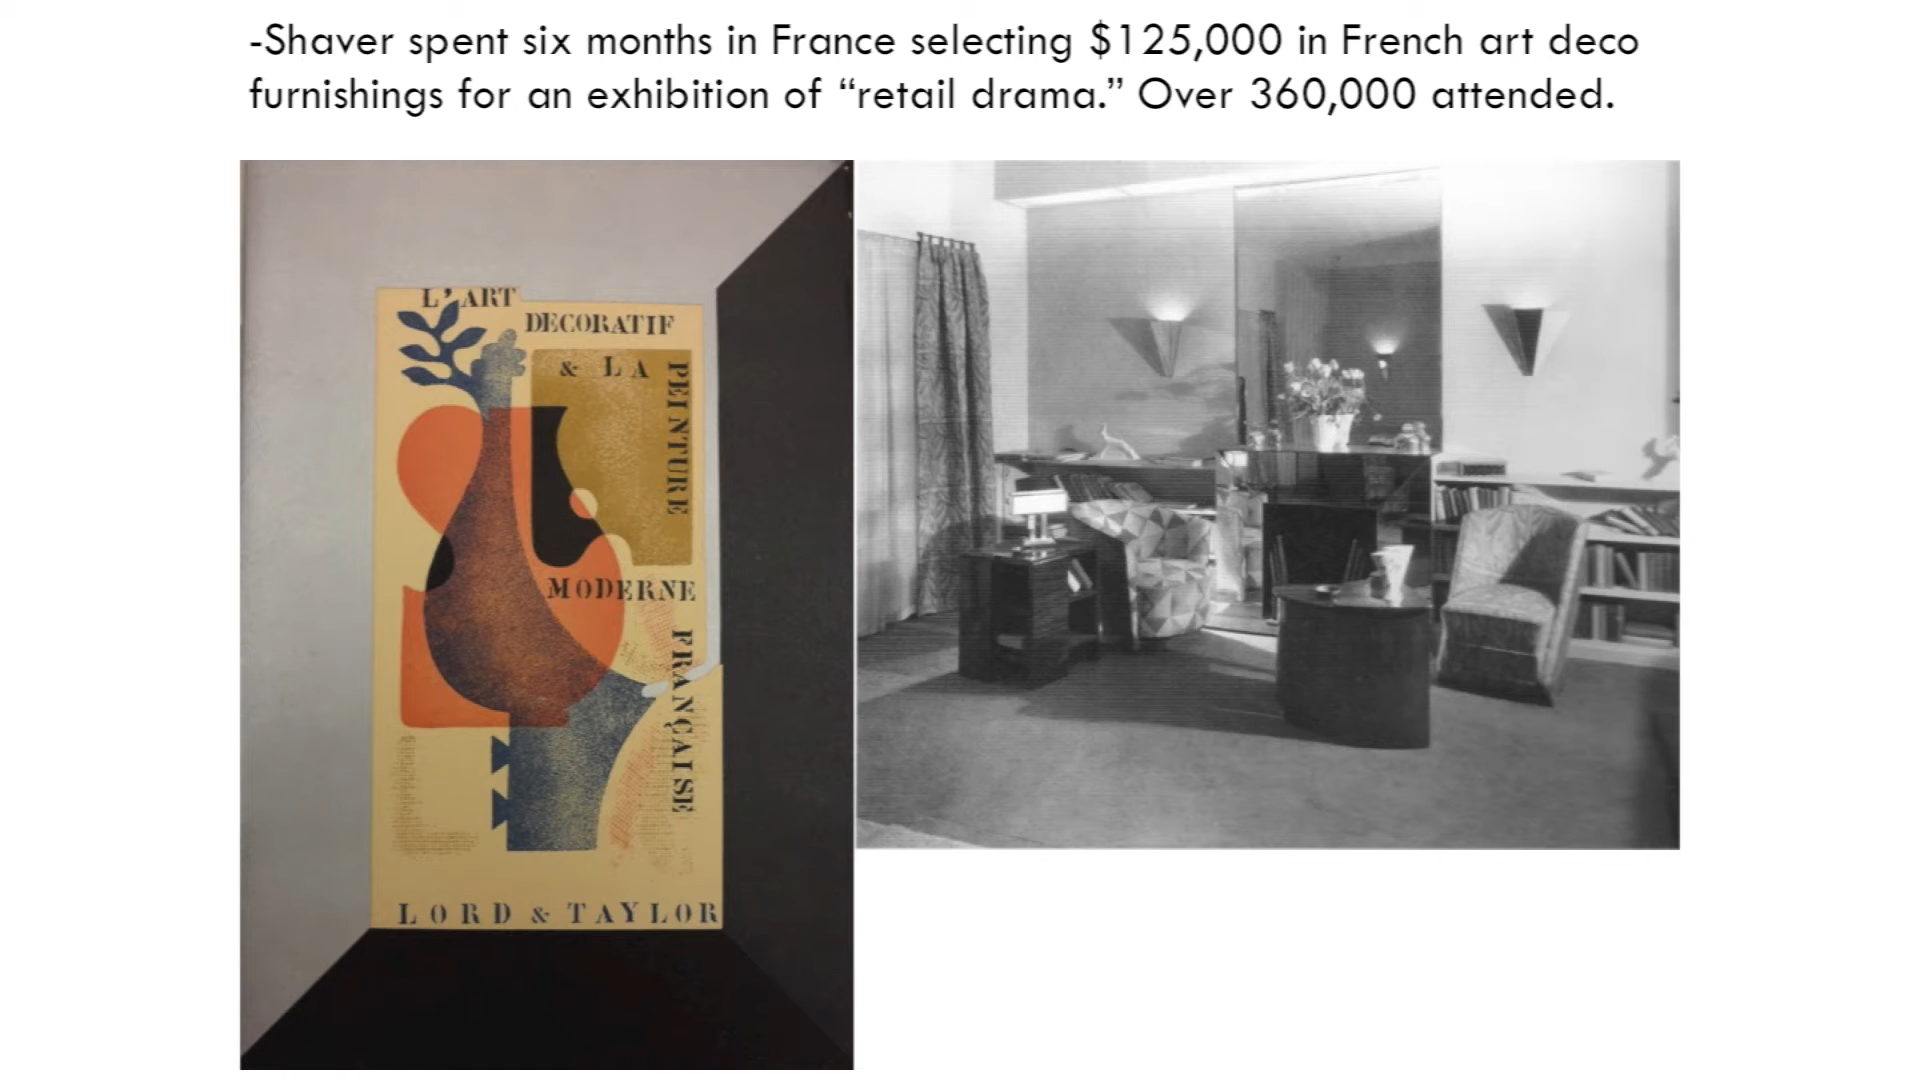 -Shaver spent six months in France selecting $125,000 in French art deco
furnishings for an exhibition of “retail drama.” Over 360,000 attended.
L’ART
DECORATIF
& LA
PEINTURE
MODERNE
FRANÇAISE
LORD & TAYLOR